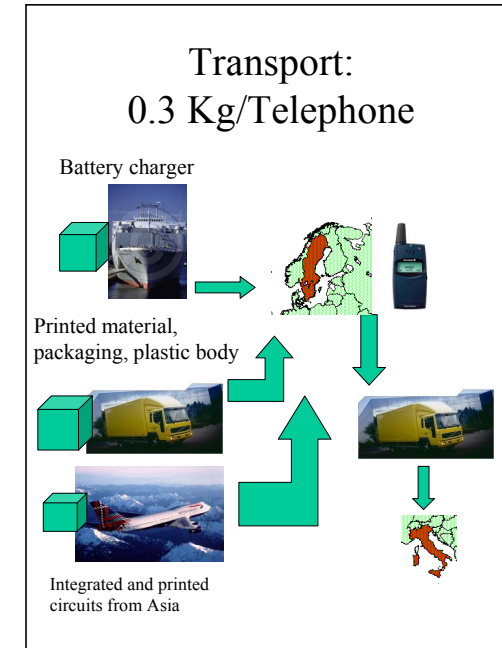 Transport:
0.3 Kg/Telephone
Battery charger
Printed material,
packaging, plastic body
Integrated and printed
circuits from Asia